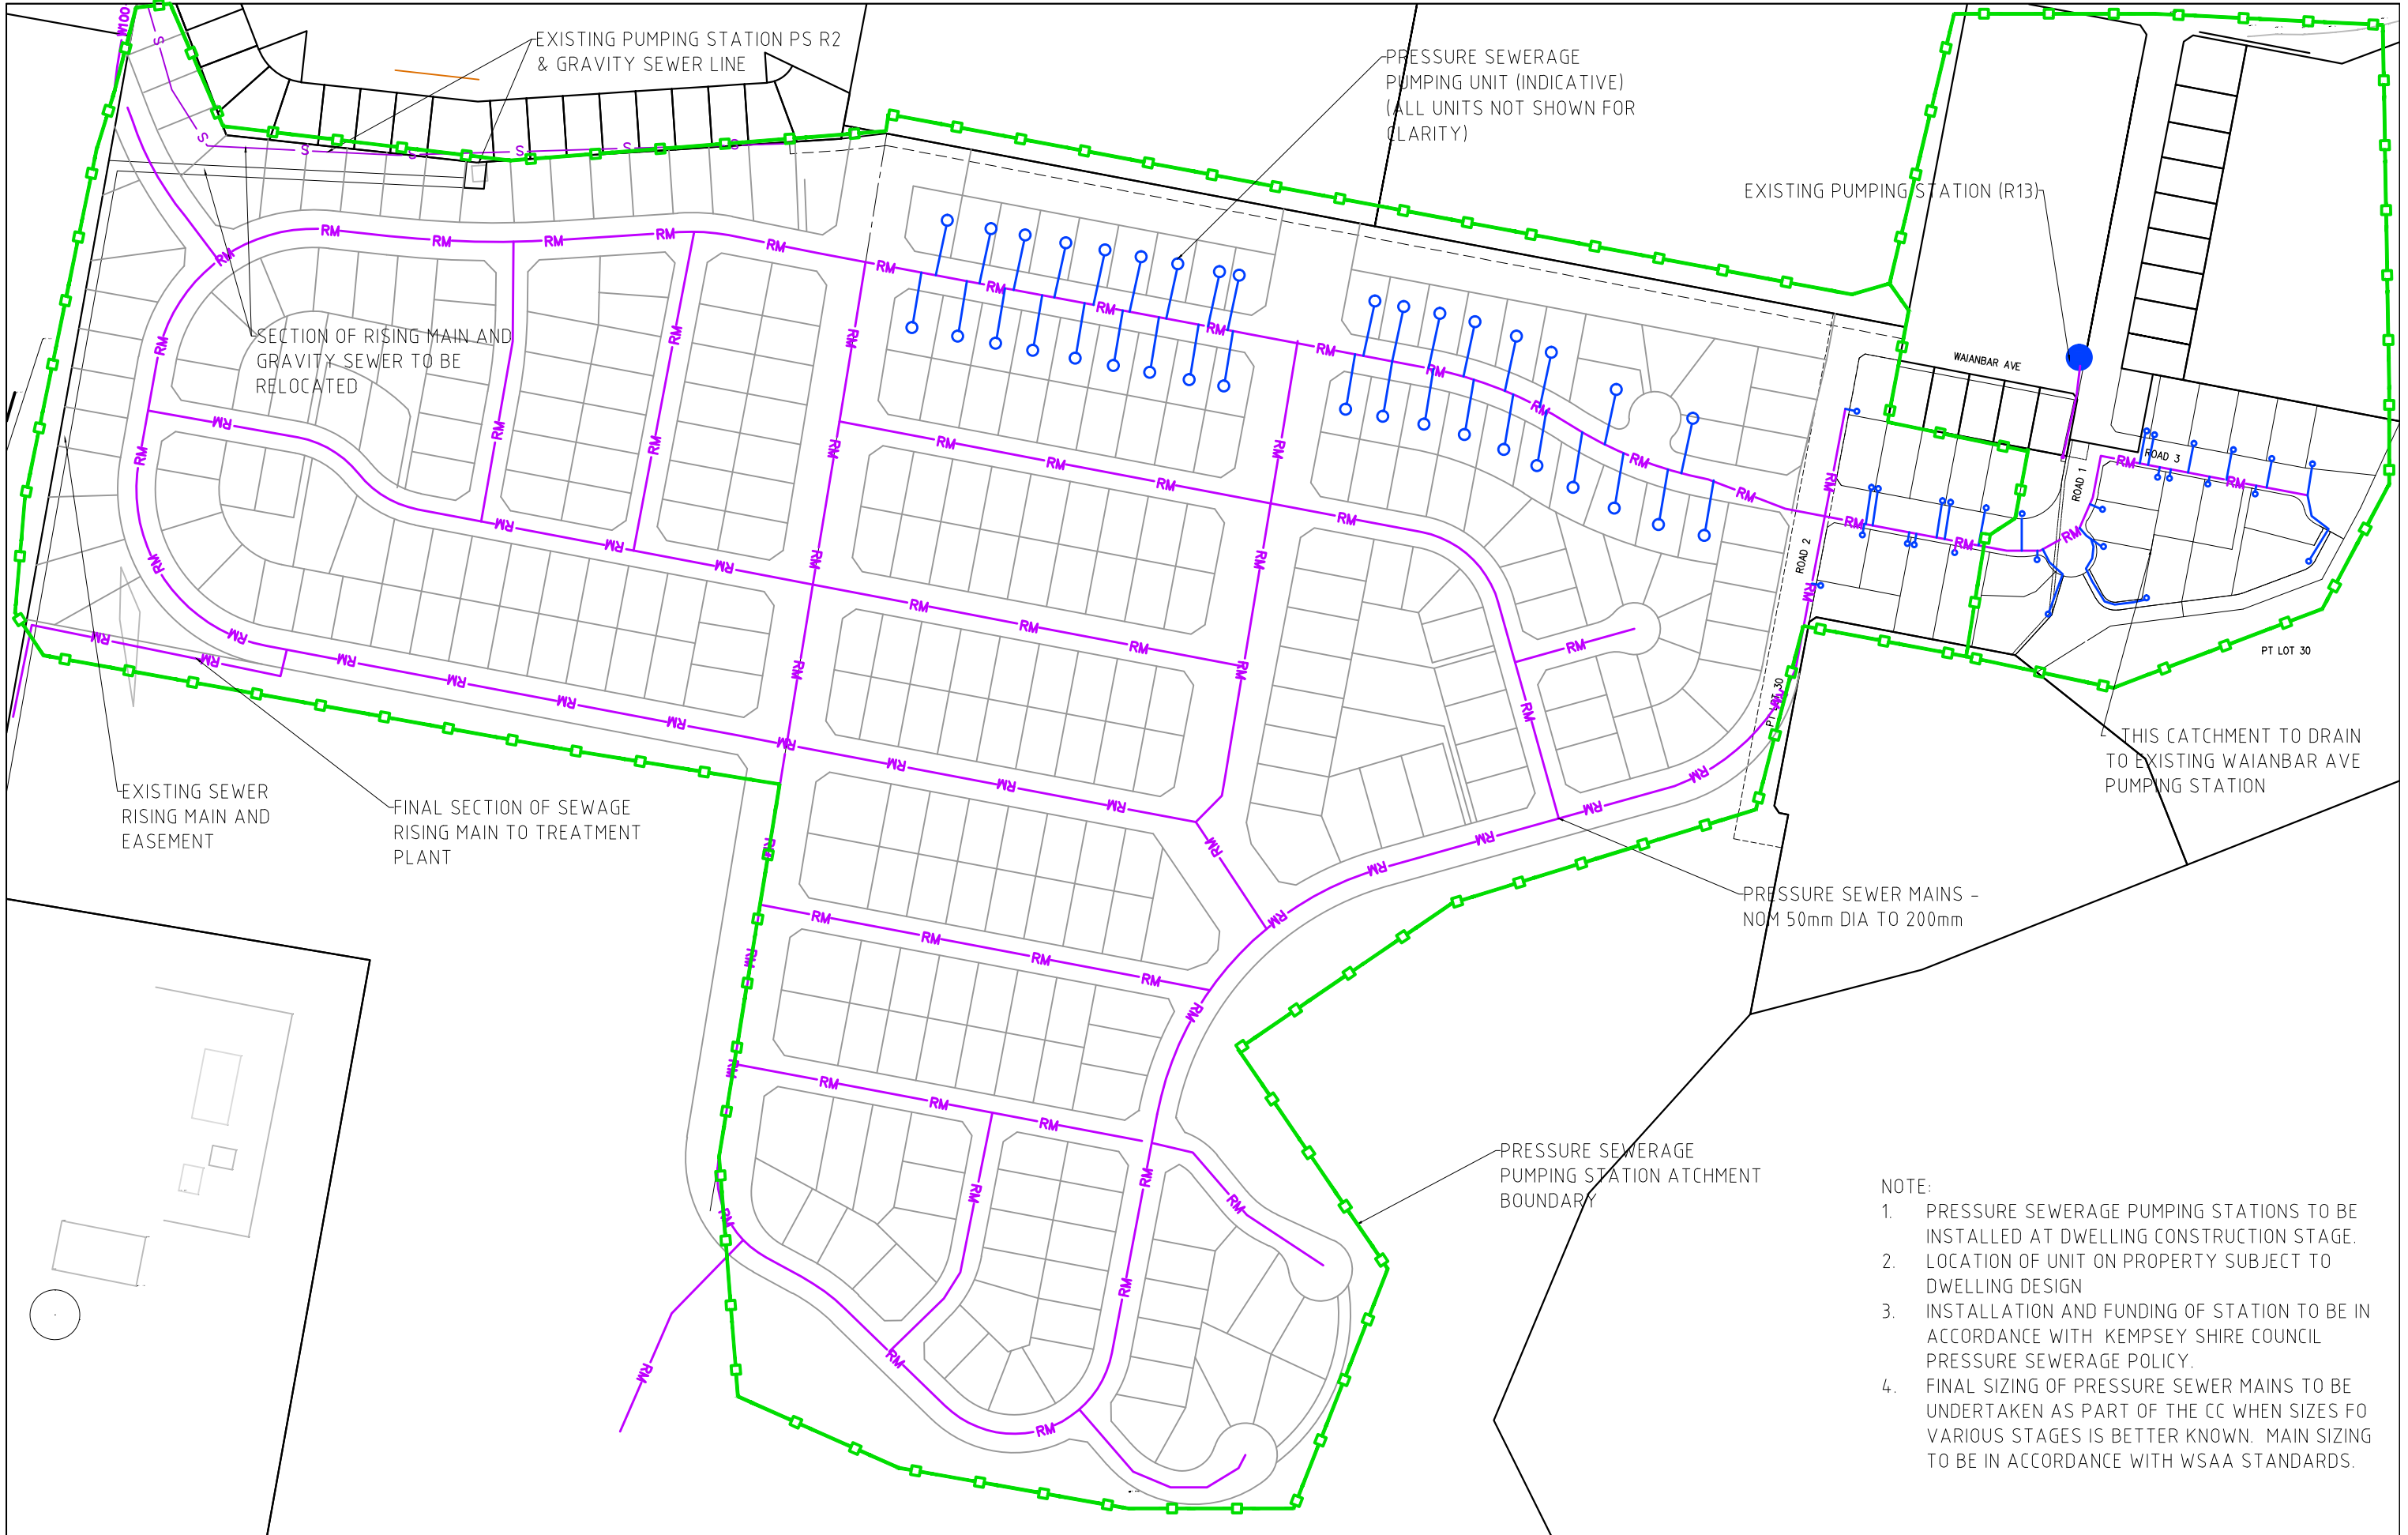 W100
EXISTING PUMPING STATION PS R2
& GRAVITY SEWER LINE
PRESSURE SEWERAGE
PUMPING UNIT (INDICATIVE)
(ALL UNITS NOT SHOWN FOR
CLARITY)
EXISTING PUMPING STATION (R13)
SECTION OF RISING MAIN AND
GRAVITY SEWER TO BE
RELOCATED
WAIANBAR AVE
ROAD 3
ROAD 1
ROAD 2
PT LOT 30
PT LOT 30
S
RM
THIS CATCHMENT TO DRAIN
TO EXISTING WAIANBAR AVE
PUMPING STATION
EXISTING SEWER
RISING MAIN AND
EASEMENT
FINAL SECTION OF SEWAGE
RISING MAIN TO TREATMENT
PLANT
PRESSURE SEWER MAINS -
NOM 50mm DIA TO 200mm
PRESSURE SEWERAGE
PUMPING STATION ATCHMENT
BOUNDARY
NOTE:
1. PRESSURE SEWERAGE PUMPING STATIONS TO BE
INSTALLED AT DWELLING CONSTRUCTION STAGE.
2. LOCATION OF UNIT ON PROPERTY SUBJECT TO
DWELLING DESIGN
3. INSTALLATION AND FUNDING OF STATION TO BE IN
ACCORDANCE WITH KEMPSEY SHIRE COUNCIL
PRESSURE SEWERAGE POLICY.
4. FINAL SIZING OF PRESSURE SEWER MAINS TO BE
UNDERTAKEN AS PART OF THE CC WHEN SIZES FO
VARIOUS STAGES IS BETTER KNOWN. MAIN SIZING
TO BE IN ACCORDANCE WITH WSAA STANDARDS.